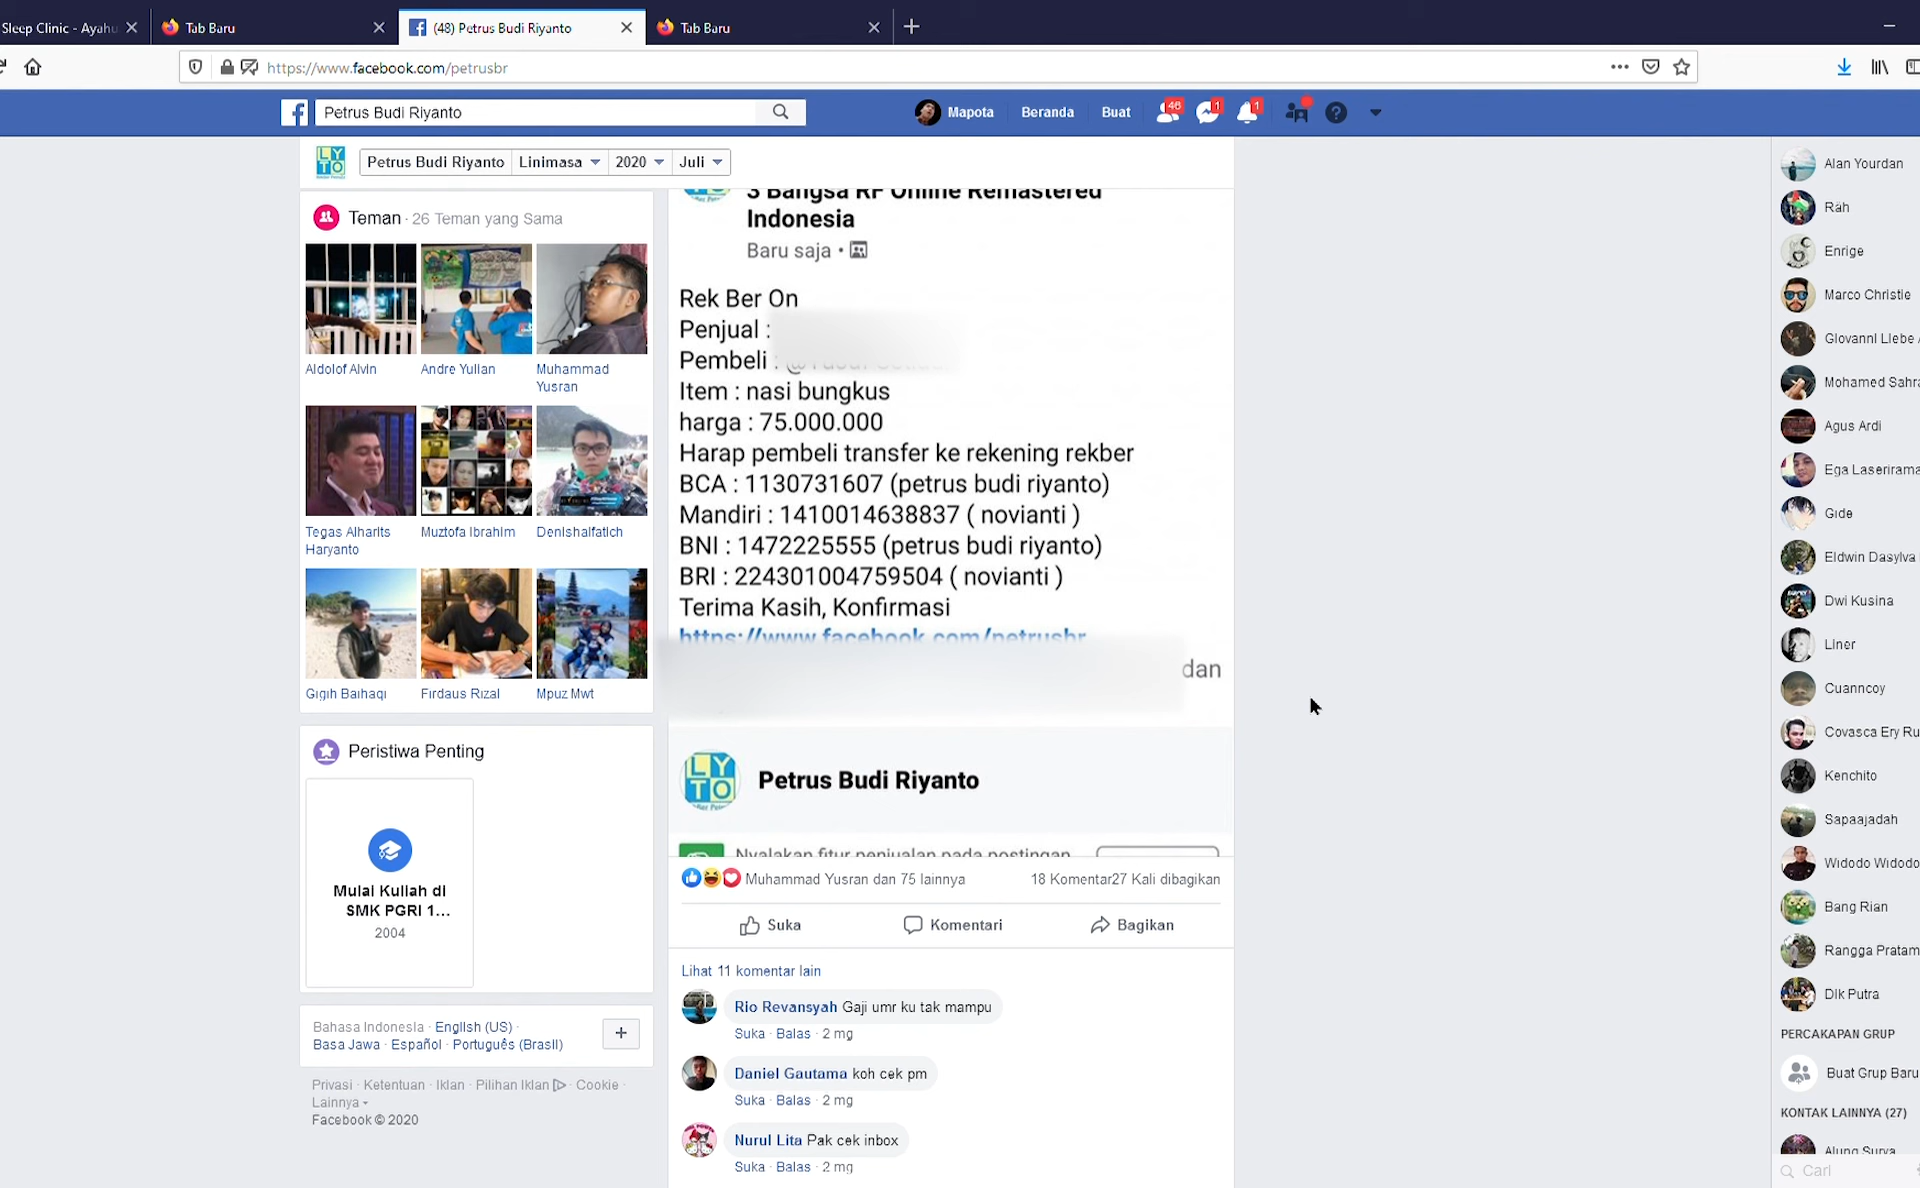 Sleep Clinic - Ayahu
Tab Baru
(48) Petrus Budi Riyanto
Tab Baru
https://www.facebook.com/petrusbr
Petrus Budi Riyanto
Mapota
Beranda
Buat
46
1
1
LYTO
Petrus Budi Riyanto
Linimasa
2020
Juli
Teman · 26 Teman yang Sama
Aldolof Alvin
Andre Yulian
Muhammad
Yusran
Tegas Alharits
Haryanto
Muztofa Ibrahim
Denishalfatich
Gigih Baihaqi
Firdaus Rizal
Mpuz Mwt
Peristiwa Penting
Mulai Kuliah di
SMK PGRI 1...
2004
Bahasa Indonesia · English (US) ·
Basa Jawa · Español · Português (Brasil)
Privasi · Ketentuan · Iklan · Pilihan Iklan · Cookie ·
Lainnya
Facebook © 2020
3 Bangsa RF Online Remastered
Indonesia
Baru saja ·
Rek Ber On
Penjual :
Pembeli :
Item : nasi bungkus
harga : 75.000.000
Harap pembeli transfer ke rekening rekber
BCA : 1130731607 (petrus budi riyanto)
Mandiri : 1410014638837 ( novianti )
BNI : 1472225555 (petrus budi riyanto)
BRI : 224301004759504 ( novianti )
Terima Kasih, Konfirmasi
https://www.facebook.com/petrusbr
dan
LYTO
Petrus Budi Riyanto
Nyalakan fitur penjualan pada postingan
Muhammad Yusran dan 75 lainnya
18 Komentar27 Kali dibagikan
Suka
Komentari
Bagikan
Lihat 11 komentar lain
Rio Revansyah Gaji umr ku tak mampu
Suka · Balas · 2 mg
Daniel Gautama koh cek pm
Suka · Balas · 2 mg
Nurul Lita Pak cek inbox
Suka · Balas · 2 mg
Alan Yourdan
Räh
Enrige
Marco Christie
Giovanni Liebe
Mohamed Sahra
Agus Ardi
Ega Laserirama
Gide
Eldwin Dasylva
Dwi Kusina
Liner
Cuanncoy
Covasca Ery Ru
Kenchito
Sapaajadah
Widodo Widodo
Bang Rian
Rangga Pratam
Dik Putra
PERCAKAPAN GRUP
Buat Grup Baru
KONTAK LAINNYA (27)
Alung Surya
Cari